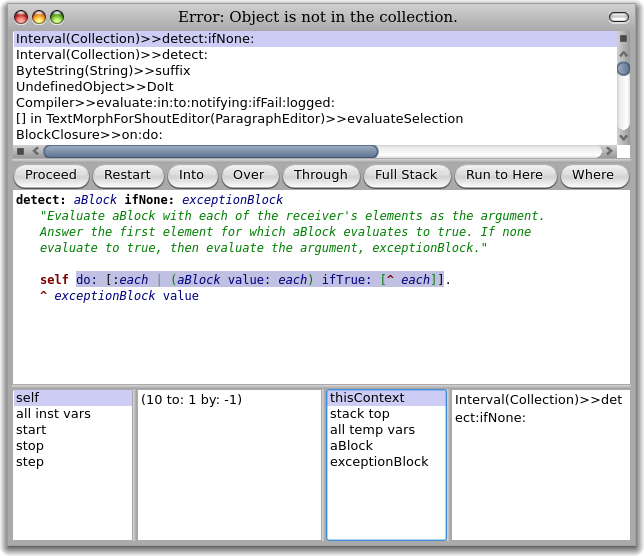 Error: Object is not in the collection.
Interval(Collection)>>detect:ifNone:
Interval(Collection)>>detect:
ByteString(String)>>suffix
UndefinedObject>>DoIt
Compiler>>evaluate:in:to:notifying:ifFail:logged:
[] in TextMorphForShoutEditor(ParagraphEditor)>>evaluateSelection
BlockClosure>>on:do:
Proceed Restart Into Over Through Full Stack Run to Here Where
detect: aBlock ifNone: exceptionBlock
"Evaluate aBlock with each of the receiver's elements as the argument.
Answer the first element for which aBlock evaluates to true. If none
evaluate to true, then evaluate the argument, exceptionBlock."
self do: [:each | (aBlock value: each) ifTrue: [^ each]].
^ exceptionBlock value
self
all inst vars
start
stop
step
(10 to: 1 by: -1)
thisContext
stack top
all temp vars
aBlock
exceptionBlock
Interval(Collection)>>det
ect:ifNone: